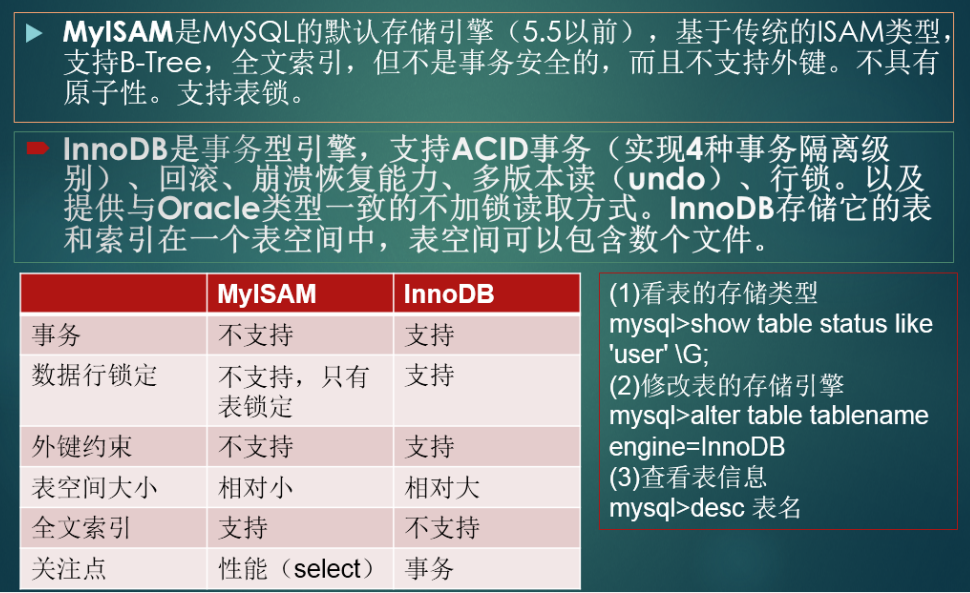 MyISAM是MySQL的默认存储引擎（5.5以前），基于传统的ISAM类型，
支持B-Tree，全文索引，但不是事务安全的，而且不支持外键。不具有
原子性。支持表锁。
InnoDB是事务型引擎，支持ACID事务（实现4种事务隔离级
别）、回滚、崩溃恢复能力、多版本读（undo）、行锁。以及
提供与Oracle类型一致的不加锁读取方式。InnoDB存储它的表
和索引在一个表空间中，表空间可以包含数个文件。
MyISAM InnoDB
事务 不支持 支持
数据行锁定 不支持，只有 支持
表锁定
外键约束 不支持 支持
表空间大小 相对小 相对大
全文索引 支持 不支持
关注点 性能（select） 事务
(1)看表的存储类型
mysql>show table status like
'user' \G;
(2)修改表的存储引擎
mysql>alter table tablename
engine=InnoDB
(3)查看表信息
mysql>desc 表名